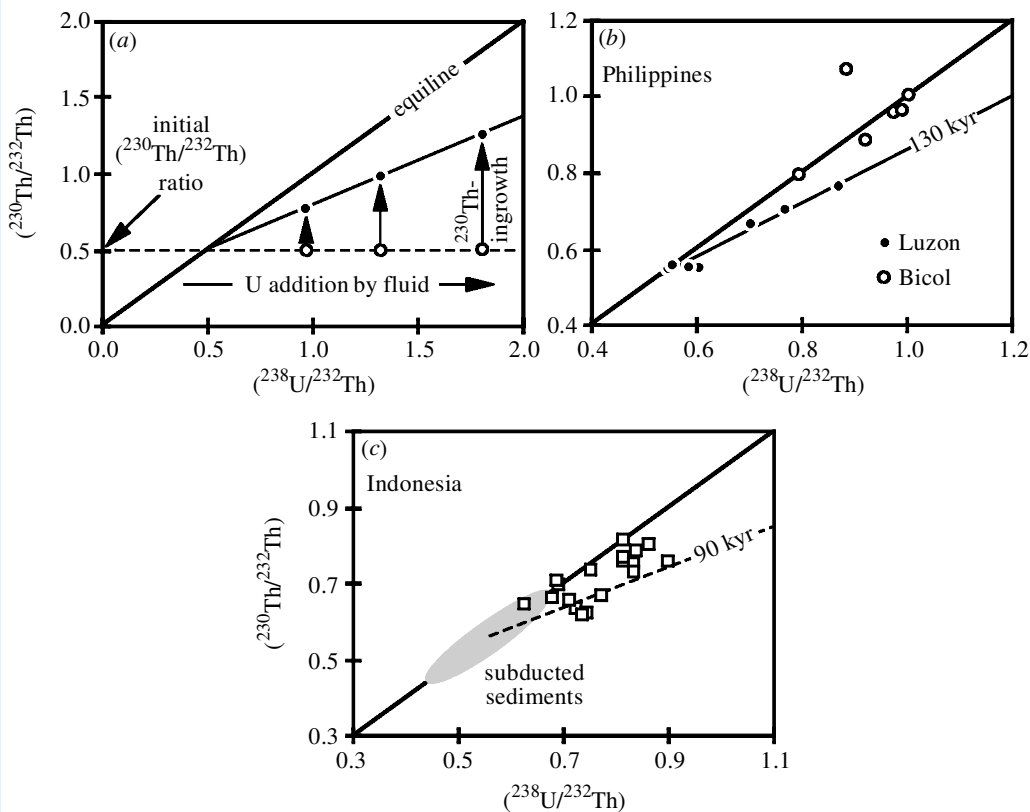 (a)
2.0
1.5
1.0
0.5
0.0
(²³⁰Th/²³²Th)
initial
(²³⁰Th/²³²Th)
ratio
equiline
²³⁰Th-
ingrowth
U addition by fluid
0.0 0.5 1.0 1.5 2.0
(²³⁸U/²³²Th)
(b)
Philippines
1.2
1.0
0.8
0.6
0.4
130 kyr
Luzon
Bicol
0.4 0.6 0.8 1.0 1.2
(²³⁸U/²³²Th)
(c)
Indonesia
1.1
0.9
0.7
0.5
0.3
(²³⁰Th/²³²Th)
90 kyr
subducted
sediments
0.3 0.5 0.7 0.9 1.1
(²³⁸U/²³²Th)